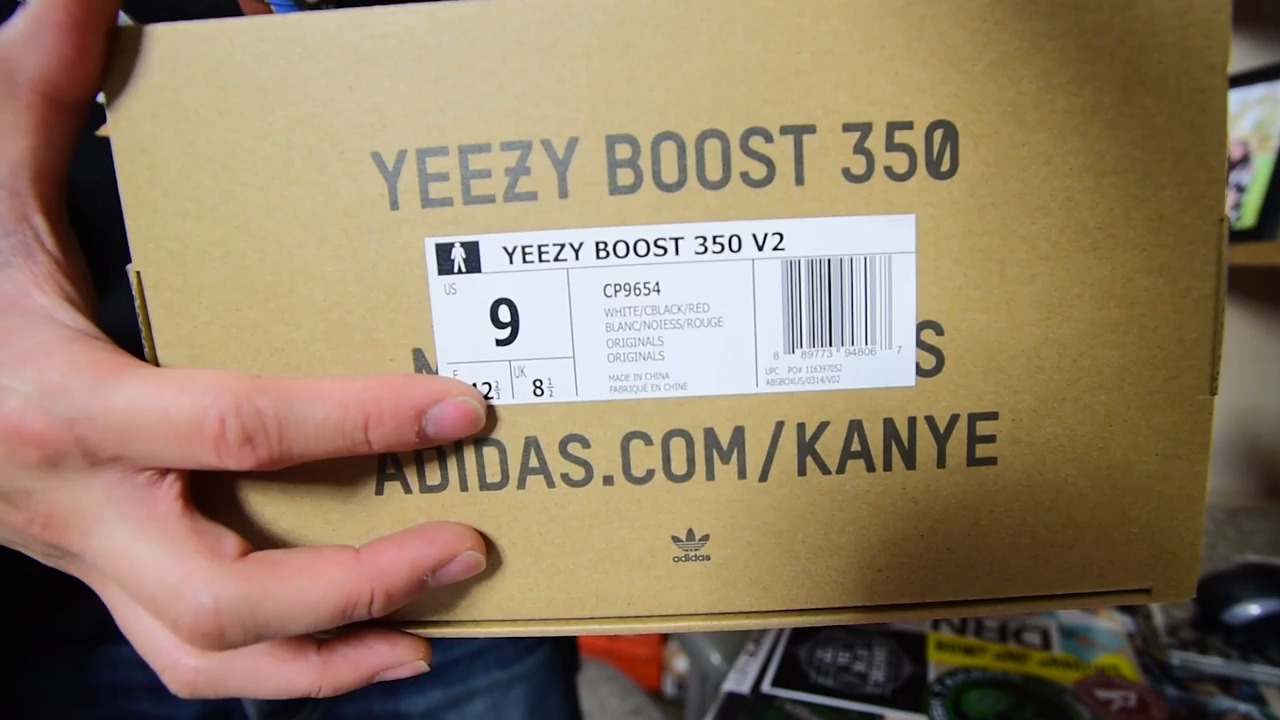 YEEZY BOOST 350
YEEZY BOOST 350 V2
US
9
UK
8½
CP9654
WHITE/CBLACK/RED
BLANC/NOIESS/ROUGE
ORIGINALS
ORIGINALS
MADE IN CHINA
FABRIQUÉ EN CHINE
8 89773 94806 7
UPC PO# 116397052
ABSBOXUS/0314/V02
ADIDAS.COM/KANYE
adidas